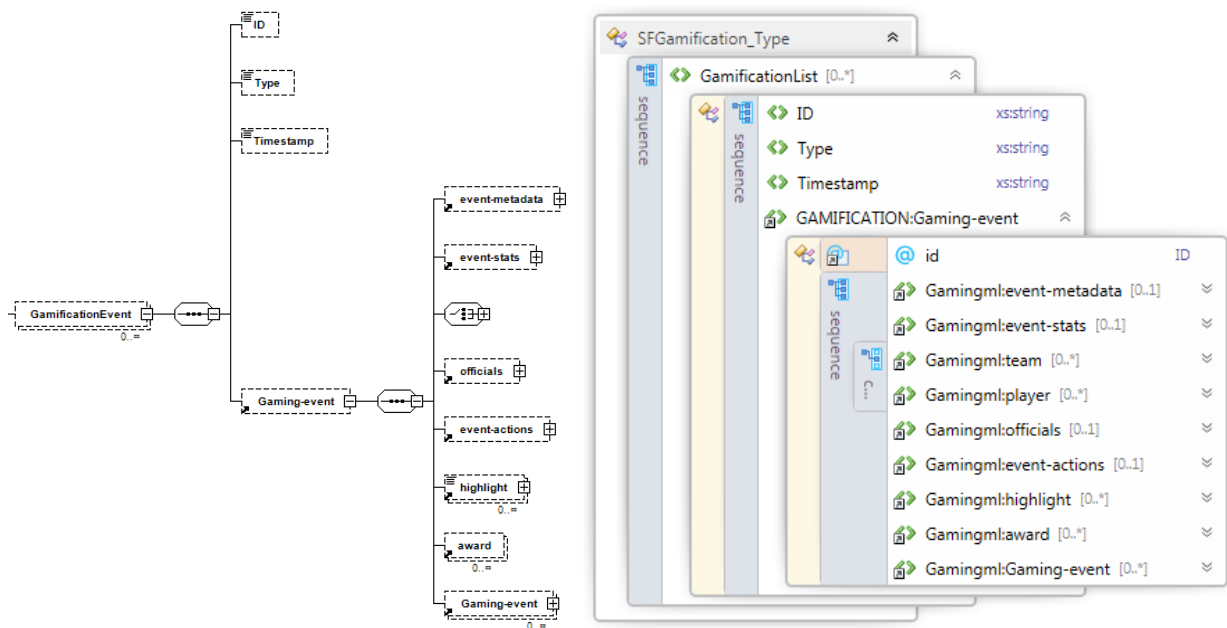 ID
Type
Timestamp
event-metadata
event-stats
GamificationEvent
0..∞
officials
Gaming-event
event-actions
highlight
0..∞
award
0..∞
Gaming-event
0..∞
SFGamification_Type
sequence
GamificationList [0..*]
sequence
ID xs:string
Type xs:string
Timestamp xs:string
GAMIFICATION:Gaming-event
sequence
c...
@ id ID
Gamingml:event-metadata [0..1]
Gamingml:event-stats [0..1]
Gamingml:team [0..*]
Gamingml:player [0..*]
Gamingml:officials [0..1]
Gamingml:event-actions [0..1]
Gamingml:highlight [0..*]
Gamingml:award [0..*]
Gamingml:Gaming-event [0..*]